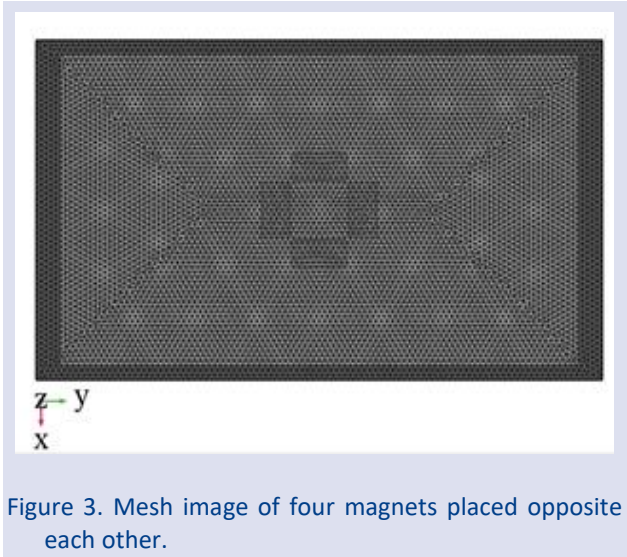 z y
x
Figure 3. Mesh image of four magnets placed opposite
each other.